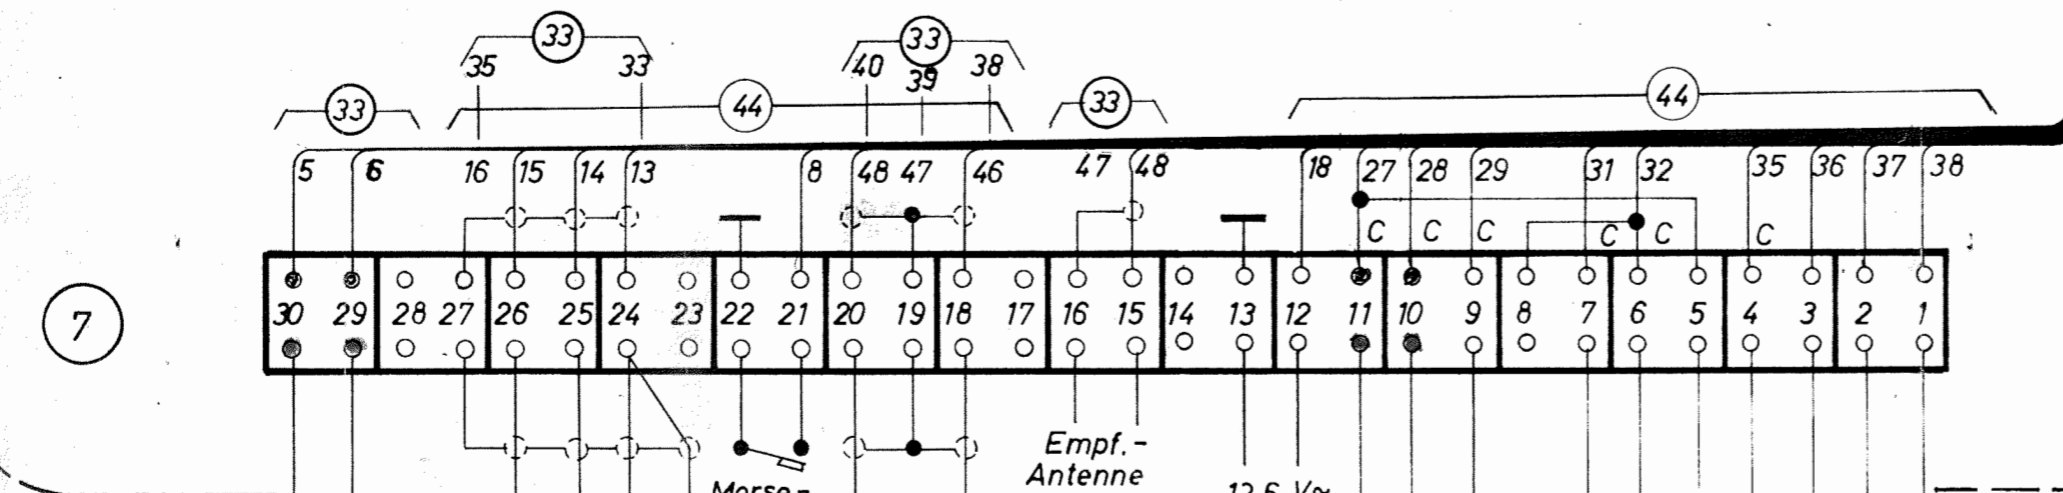 33 33
35 33 40 39 38
33 44 33 44
5 6 16 15 14 13 8 48 47 46 47 48 18 27 28 29 31 32 35 36 37 38
C C C C C C
7 30 29 28 27 26 25 24 23 22 21 20 19 18 17 16 15 14 13 12 11 10 9 8 7 6 5 4 3 2 1
Empf.-
Antenne
Morse-
12,6 V~